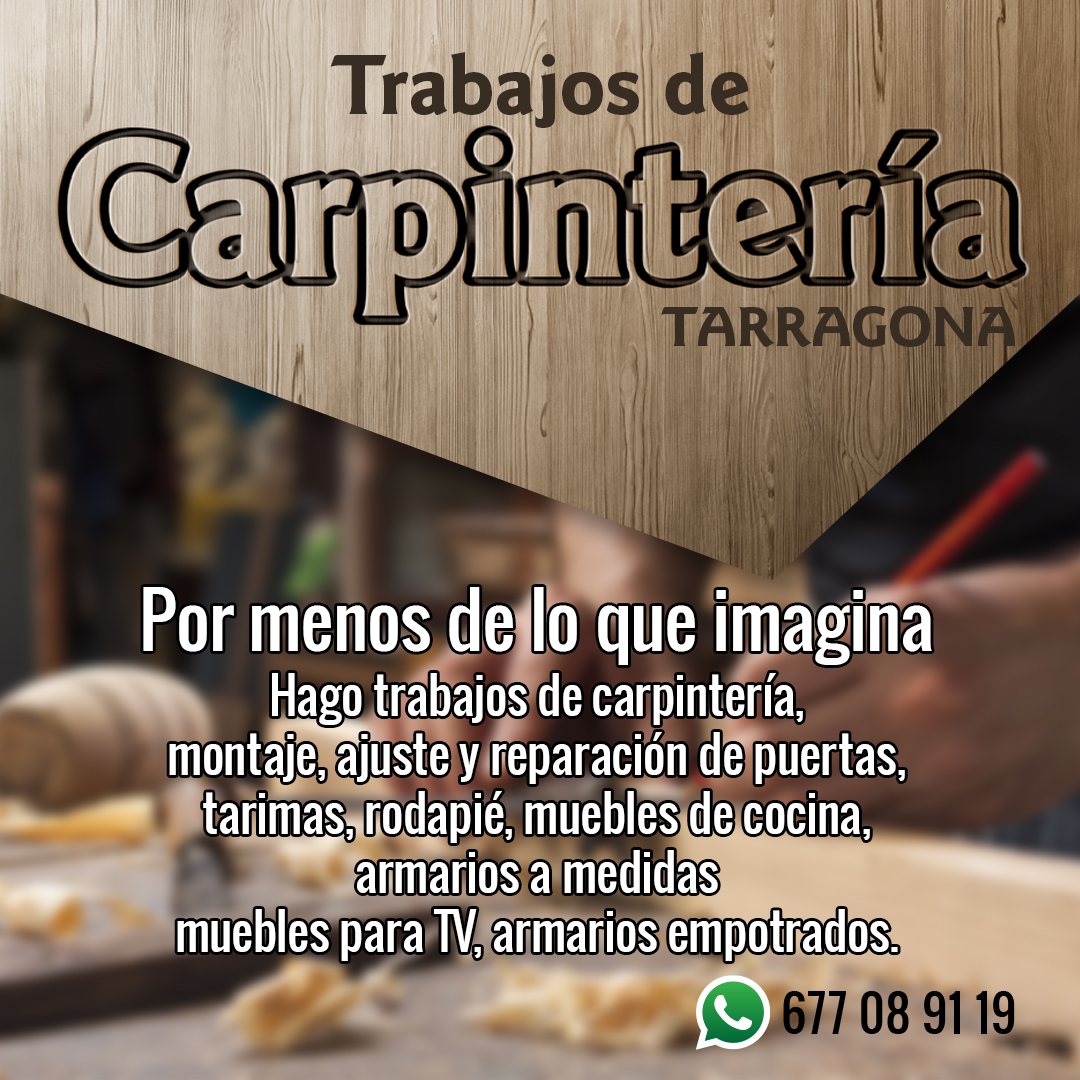 Trabajos de
Carpintería
TARRAGONA
Por menos de lo que imagina
Hago trabajos de carpintería,
montaje, ajuste y reparación de puertas,
tarimas, rodapié, muebles de cocina,
armarios a medidas
muebles para TV, armarios empotrados.
677 08 91 19